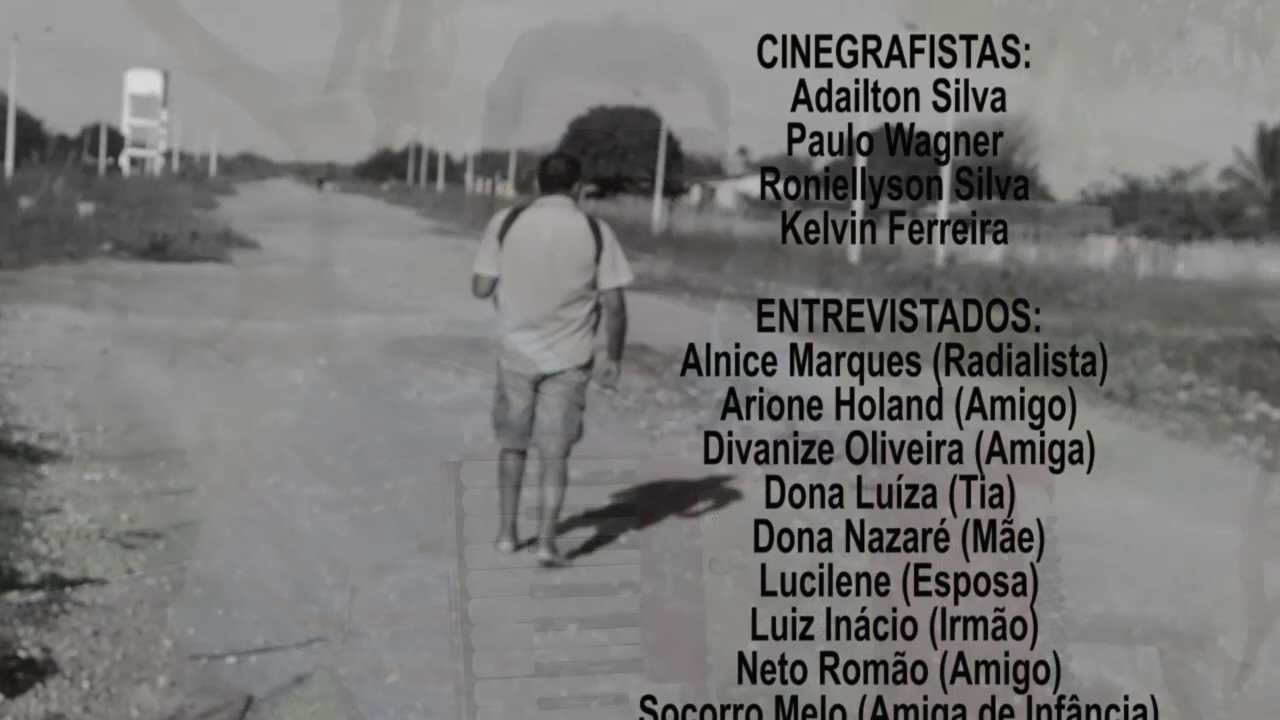 CINEGRAFISTAS:
Adailton Silva
Paulo Wagner
Roniellyson Silva
Kelvin Ferreira
ENTREVISTADOS:
Alnice Marques (Radialista)
Arione Holand (Amigo)
Divanize Oliveira (Amiga)
Dona Luíza (Tia)
Dona Nazaré (Mãe)
Lucilene (Esposa)
Luiz Inácio (Irmão)
Neto Romão (Amigo)
Socorro Melo (Amiga de Infância)